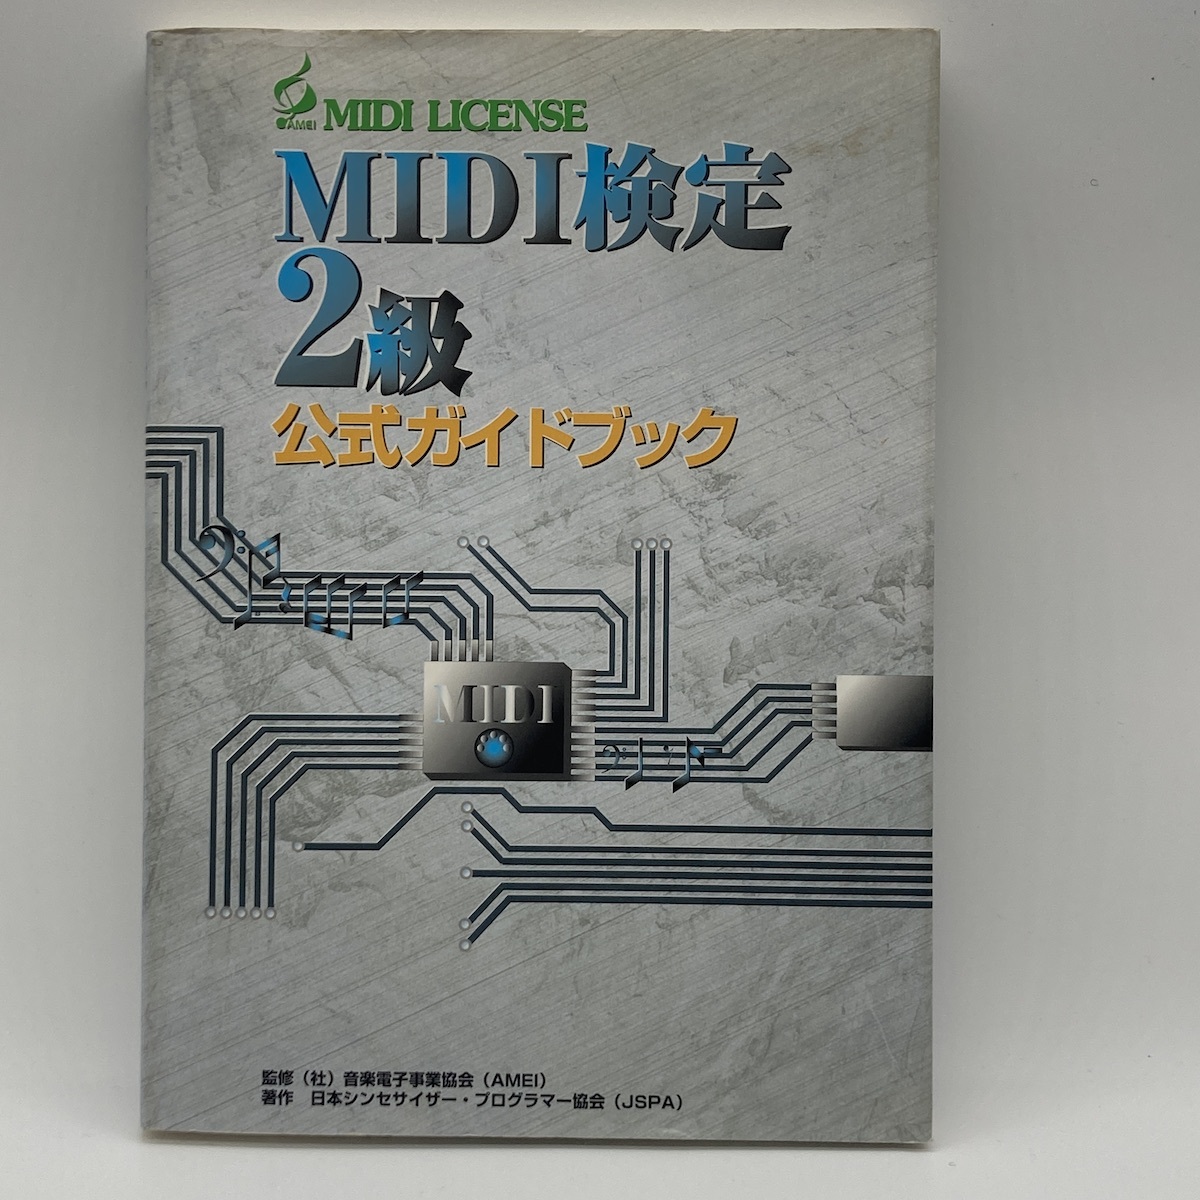 AMEI MIDI LICENSE
MIDI検定
2級
公式ガイドブック
MIDI
監修（社）音楽電子事業協会（AMEI）
著作 日本シンセサイザー・プログラマー協会（JSPA）